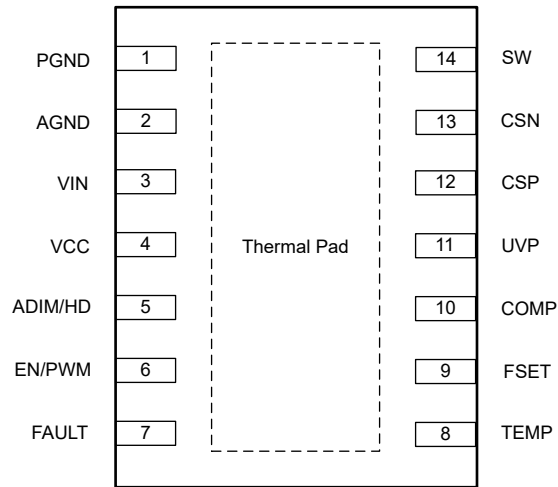 PGND 1 14 SW
AGND 2 13 CSN
VIN 3 12 CSP
VCC 4 Thermal Pad 11 UVP
ADIM/HD 5 10 COMP
EN/PWM 6 9 FSET
FAULT 7 8 TEMP